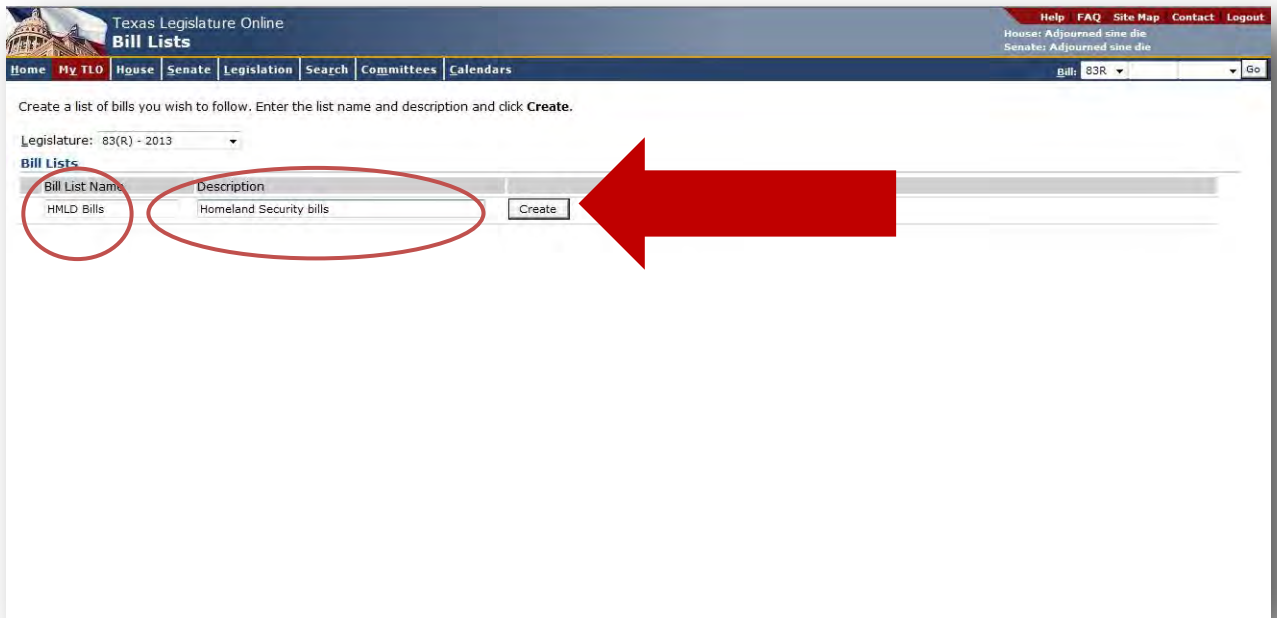 Texas Legislature Online
Bill Lists
Help FAQ Site Map Contact Logout
House: Adjourned sine die
Senate: Adjourned sine die
Home My TLO House Senate Legislation Search Committees Calendars
Bill: 83R Go
Create a list of bills you wish to follow. Enter the list name and description and click Create.
Legislature: 83(R) - 2013
Bill Lists
Bill List Name Description
HMLD Bills Homeland Security bills Create